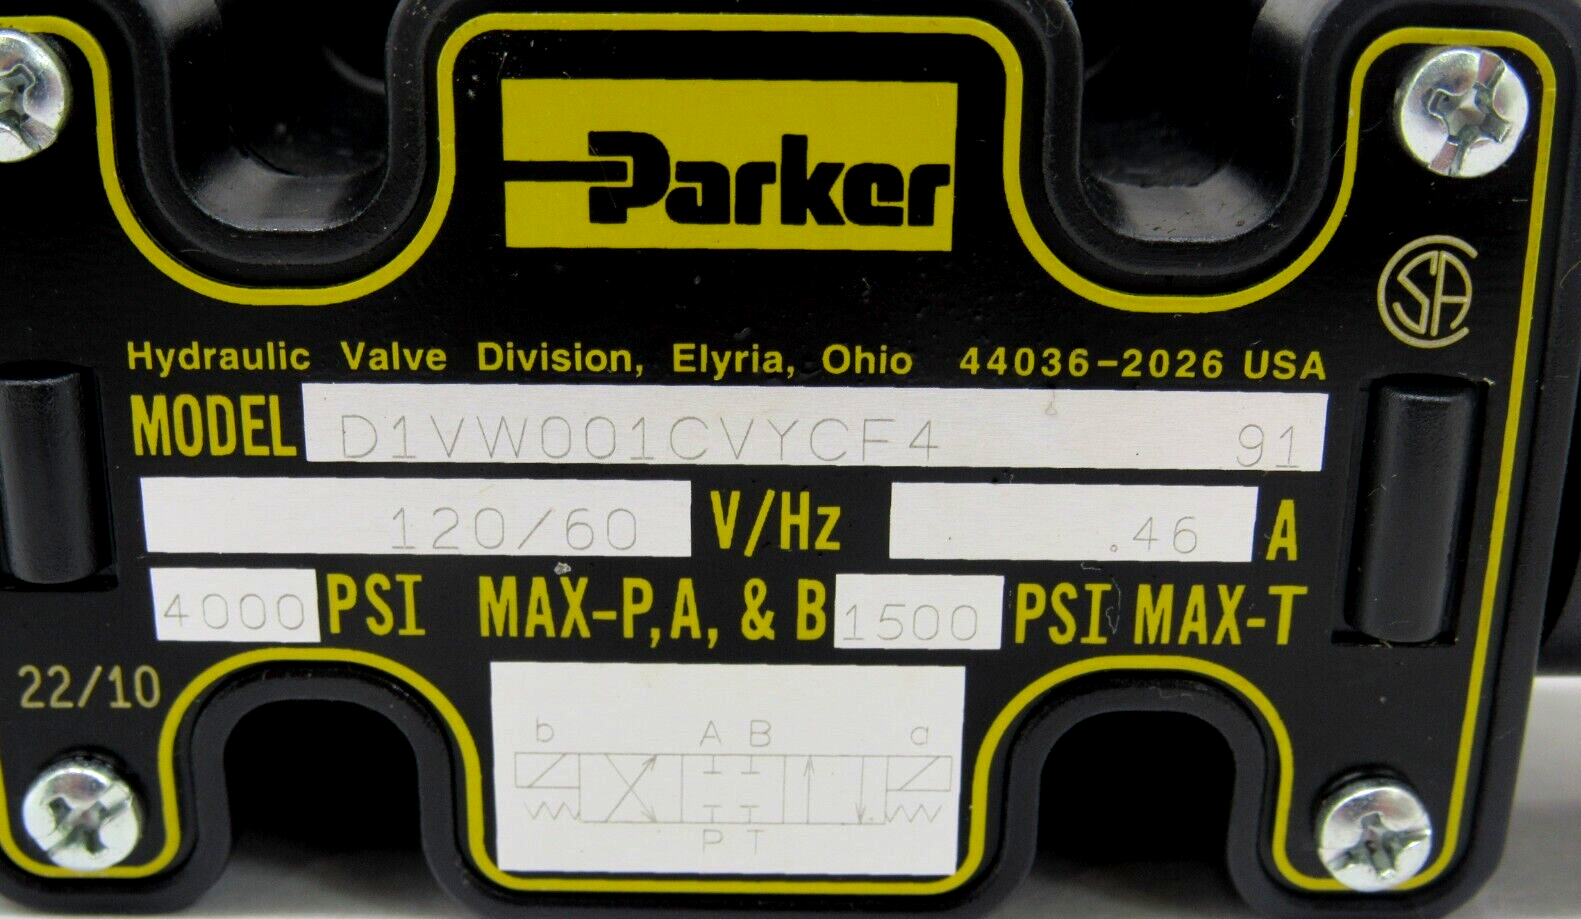 Parker
SA
Hydraulic Valve Division, Elyria, Ohio 44036-2026 USA
MODEL D1VW001CVYCF4 91
120/60 V/Hz .46 A
4000 PSI MAX-P,A, & B 1500 PSI MAX-T
22/10
b A B a
P T